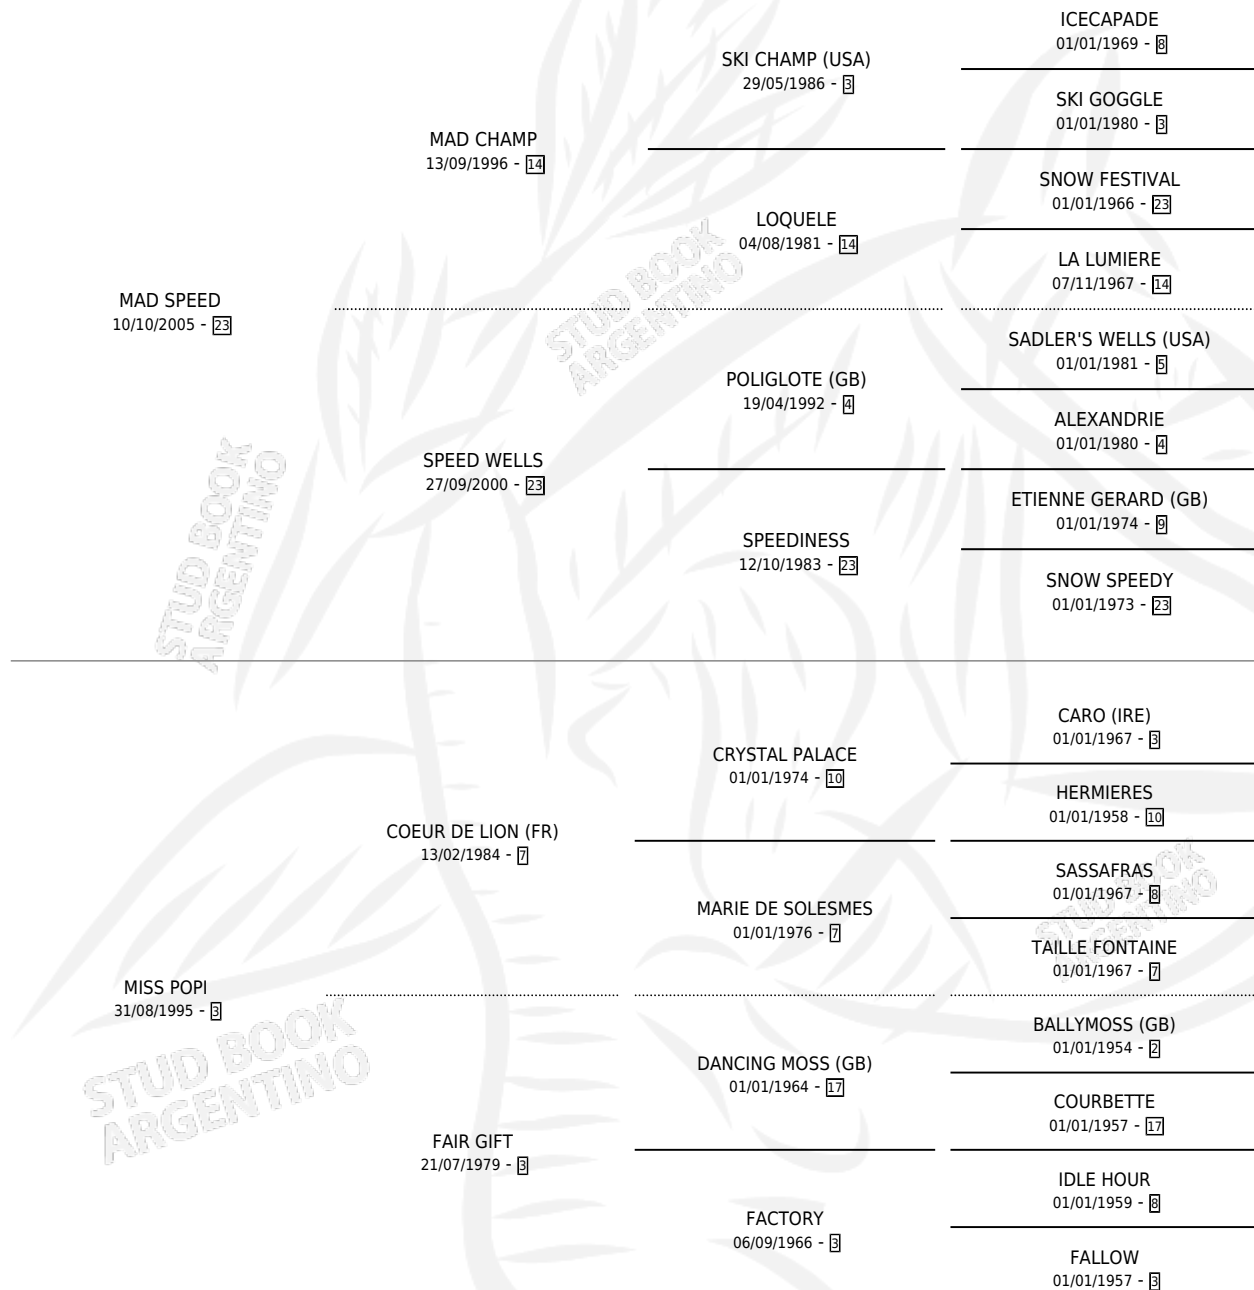 ICECAPADE
01/01/1969 - 8
SKI CHAMP (USA)
29/05/1986 - 3
SKI GOGGLE
01/01/1980 - 3
MAD CHAMP
13/09/1996 - 14
SNOW FESTIVAL
01/01/1966 - 23
LOQUELE
04/08/1981 - 14
LA LUMIERE
07/11/1967 - 14
MAD SPEED
10/10/2005 - 23
SADLER'S WELLS (USA)
01/01/1981 - 5
POLIGLOTE (GB)
19/04/1992 - 4
ALEXANDRIE
01/01/1980 - 4
SPEED WELLS
27/09/2000 - 23
ETIENNE GERARD (GB)
01/01/1974 - 9
SPEEDINESS
12/10/1983 - 23
SNOW SPEEDY
01/01/1973 - 23
CARO (IRE)
01/01/1967 - 3
CRYSTAL PALACE
01/01/1974 - 10
HERMIERES
01/01/1958 - 10
COEUR DE LION (FR)
13/02/1984 - 7
SASSAFRAS
01/01/1967 - 8
MARIE DE SOLESMES
01/01/1976 - 7
TAILLE FONTAINE
01/01/1967 - 7
MISS POPI
31/08/1995 - 3
BALLYMOSS (GB)
01/01/1954 - 2
DANCING MOSS (GB)
01/01/1964 - 17
COURBETTE
01/01/1957 - 17
FAIR GIFT
21/07/1979 - 3
IDLE HOUR
01/01/1959 - 8
FACTORY
06/09/1966 - 3
FALLOW
01/01/1957 - 3
STUD BOOK
ARGENTINO
STUD BOOK
ARGENTINO
STUD BOOK
ARGENTINO
STUD BOOK
ARGENTINO